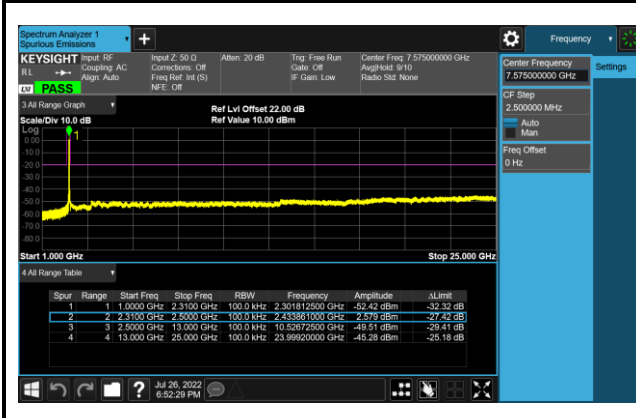 Spectrum Analyzer 1
Spurious Emissions
Frequency
KEYSIGHT
Input: RF
Input Z: 50 Ω
Atten: 20 dB
Trig: Free Run
Center Freq: 7.575000000 GHz
RL
Coupling: AC
Corrections: Off
Gate: Off
Avg|Hold: 9/10
Align: Auto
Freq Ref: Int (S)
IF Gain: Low
Radio Std: None
NFE: Off
LXI PASS
3 All Range Graph
Ref Lvl Offset 22.00 dB
Scale/Div 10.0 dB
Ref Value 10.00 dBm
Log
1
0.00
-10.0
-20.0
-30.0
-40.0
-50.0
-60.0
-70.0
-80.0
Start 1.000 GHz
Stop 25.000 GHz
4 All Range Table
Spur Range Start Freq Stop Freq RBW Frequency Amplitude ΔLimit
1 1 1.0000 GHz 2.3100 GHz 100.0 kHz 2.301812500 GHz -52.42 dBm -32.32 dB
2 2 2.3100 GHz 2.5000 GHz 100.0 kHz 2.433861000 GHz 2.579 dBm -27.42 dB
3 3 2.5000 GHz 13.000 GHz 100.0 kHz 10.52672500 GHz -49.51 dBm -29.41 dB
4 4 13.000 GHz 25.000 GHz 100.0 kHz 23.99920000 GHz -45.28 dBm -25.18 dB
Jul 26, 2022
6:52:29 PM
Center Frequency
7.575000000 GHz
Settings
CF Step
2.500000 MHz
Auto
Man
Freq Offset
0 Hz